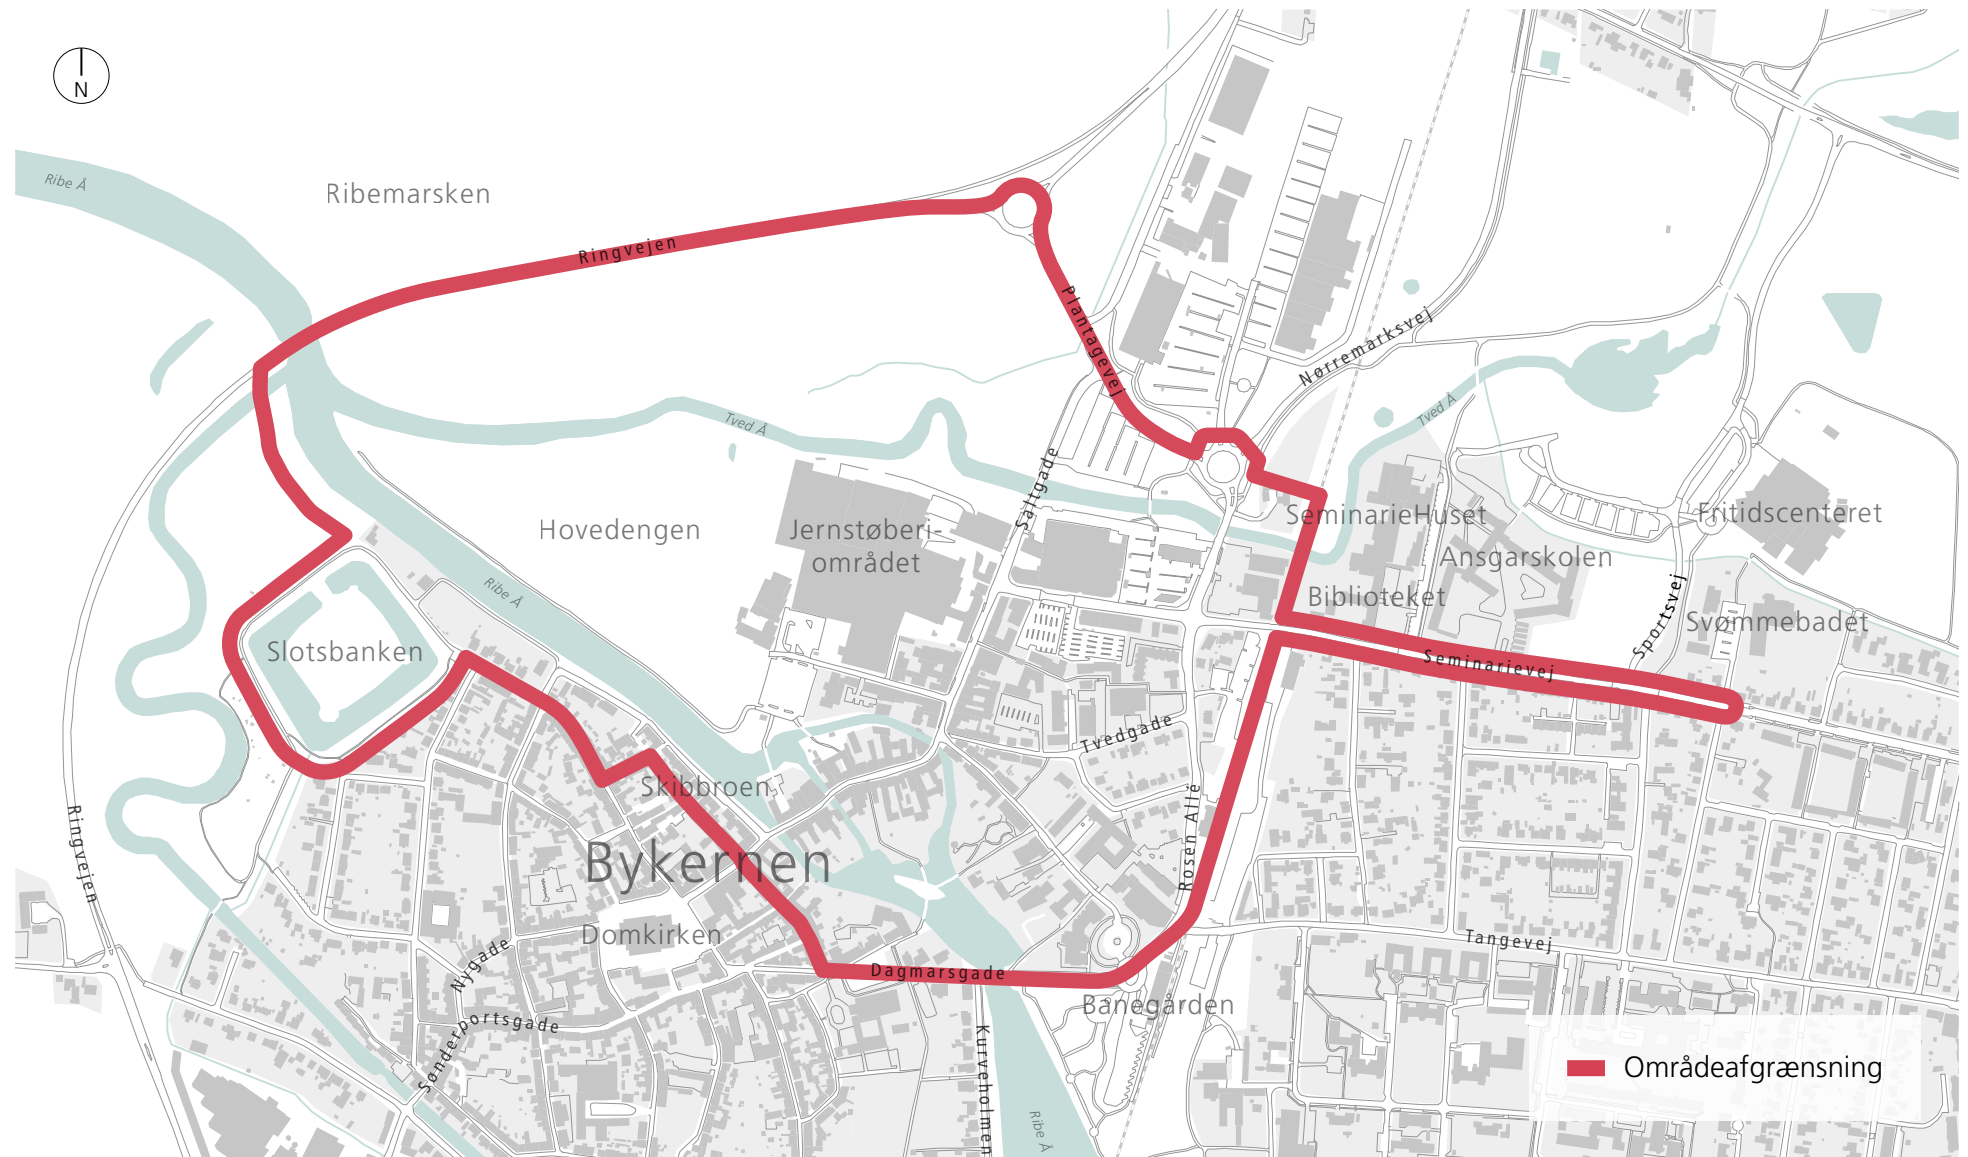 N
Ribe Å
Ribemarsken
Ringvejen
Plantagevej
Nørremarksvej
Tved Å
Tved Å
Saltgade
Hovedengen
Jernstøberi-
området
SeminarieHuset
Fritidscenteret
Ansgarskolen
Ribe Å
Biblioteket
Sportsvej
Svømmebadet
Slotsbanken
Seminarievej
Tvedgade
Skibbroen
Rosen Allé
Ringvejen
Bykernen
Domkirken
Nygade
Tangevej
Dagmarsgade
Banegården
Sønderportsgade
Kurveholmen
Ribe Å
Områdeafgrænsning